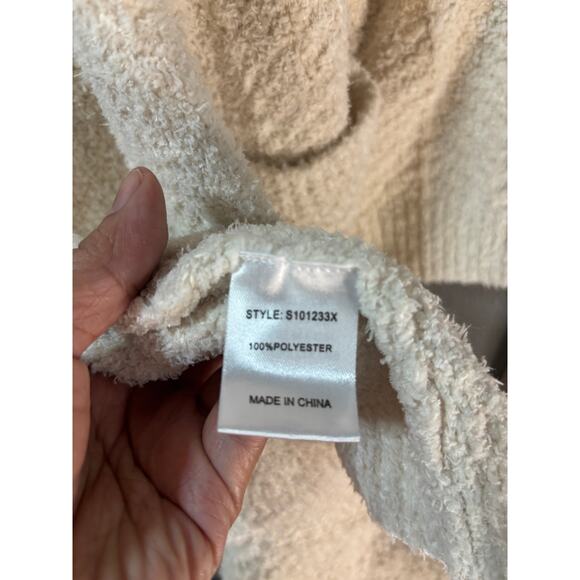 STYLE: S101233X
100%POLYESTER
MADE IN CHINA